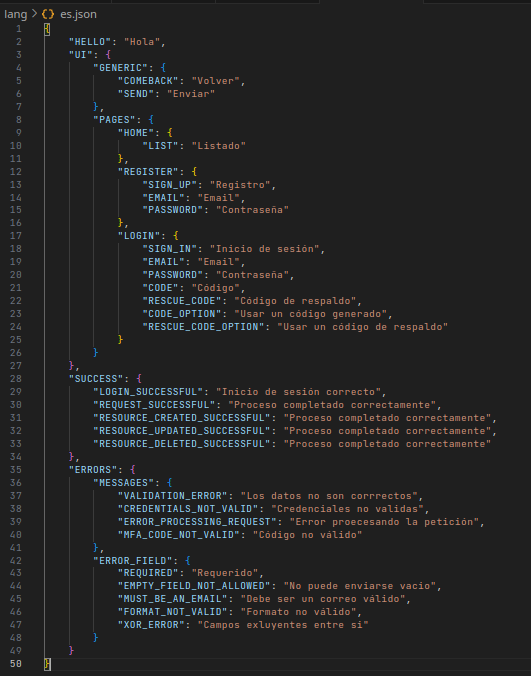 lang > {} es.json
1 {
2     "HELLO": "Hola",
3     "UI": {
4         "GENERIC": {
5             "COMEBACK": "Volver",
6             "SEND": "Enviar"
7         },
8         "PAGES": {
9             "HOME": {
10                 "LIST": "Listado"
11             },
12             "REGISTER": {
13                 "SIGN_UP": "Registro",
14                 "EMAIL": "Email",
15                 "PASSWORD": "Contraseña"
16             },
17             "LOGIN": {
18                 "SIGN_IN": "Inicio de sesión",
19                 "EMAIL": "Email",
20                 "PASSWORD": "Contraseña",
21                 "CODE": "Código",
22                 "RESCUE_CODE": "Código de respaldo",
23                 "CODE_OPTION": "Usar un código generado",
24                 "RESCUE_CODE_OPTION": "Usar un código de respaldo"
25             }
26         }
27     },
28     "SUCCESS": {
29         "LOGIN_SUCCESSFUL": "Inicio de sesión correcto",
30         "REQUEST_SUCCESSFUL": "Proceso completado correctamente",
31         "RESOURCE_CREATED_SUCCESSFUL": "Proceso completado correctamente",
32         "RESOURCE_UPDATED_SUCCESSFUL": "Proceso completado correctamente",
33         "RESOURCE_DELETED_SUCCESSFUL": "Proceso completado correctamente"
34     },
35     "ERRORS": {
36         "MESSAGES": {
37             "VALIDATION_ERROR": "Los datos no son corrrectos",
38             "CREDENTIALS_NOT_VALID": "Credenciales no validas",
39             "ERROR_PROCESSING_REQUEST": "Error proecesando la petición",
40             "MFA_CODE_NOT_VALID": "Código no válido"
41         },
42         "ERROR_FIELD": {
43             "REQUIRED": "Requerido",
44             "EMPTY_FIELD_NOT_ALLOWED": "No puede enviarse vacio",
45             "MUST_BE_AN_EMAIL": "Debe ser un correo válido",
46             "FORMAT_NOT_VALID": "Formato no válido",
47             "XOR_ERROR": "Campos exluyentes entre si"
48         }
49     }
50 }